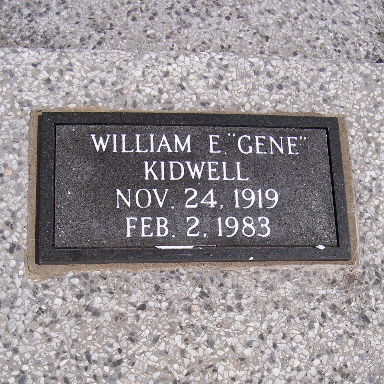 WILLIAM E. "GENE"
KIDWELL
NOV. 24, 1919
FEB. 2, 1983